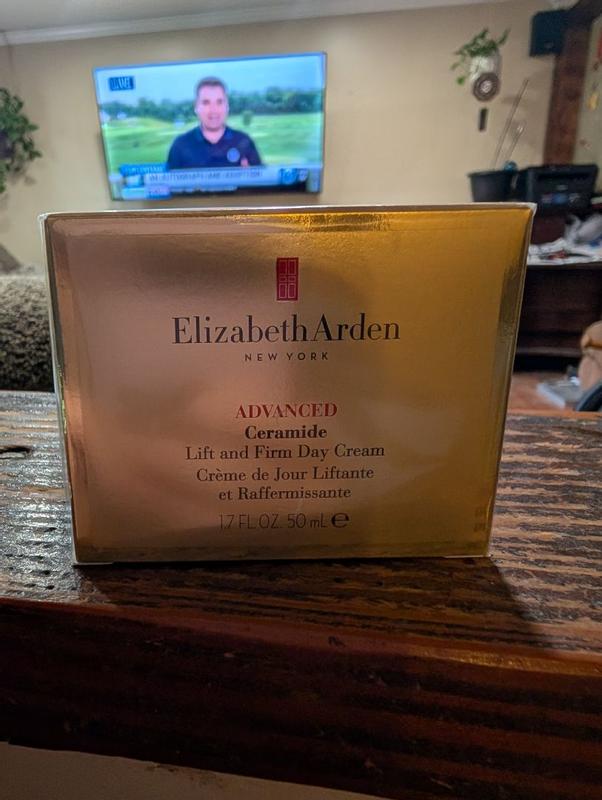 ElizabethArden
NEW YORK
ADVANCED
Ceramide
Lift and Firm Day Cream
Crème de Jour Liftante
et Raffermissante
1.7 FL.OZ. 50 mL ℮